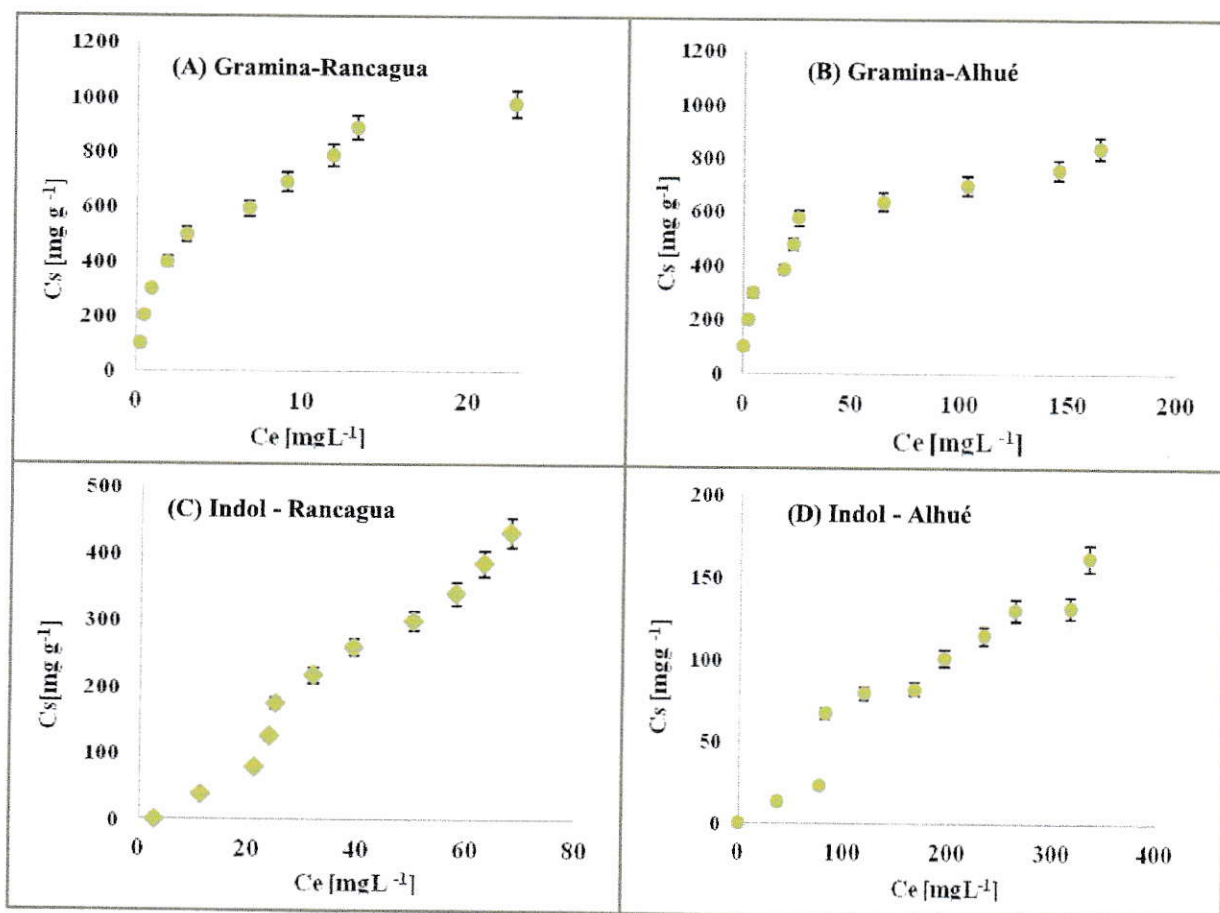 (A) Gramina-Rancagua
1200
1000
800
600
400
200
0
Cs [mg g⁻¹]
0 10 20
Ce [mgL⁻¹]
(B) Gramina-Alhué
1200
1000
800
600
400
200
0
Cs [mg g⁻¹]
0 50 100 150 200
Ce [mgL⁻¹]
(C) Indol - Rancagua
500
400
300
200
100
0
Cs[mg g⁻¹]
0 20 40 60 80
Ce [mgL⁻¹]
(D) Indol - Alhué
200
150
100
50
0
Cs [mgg⁻¹]
0 100 200 300 400
Ce [mgL⁻¹]